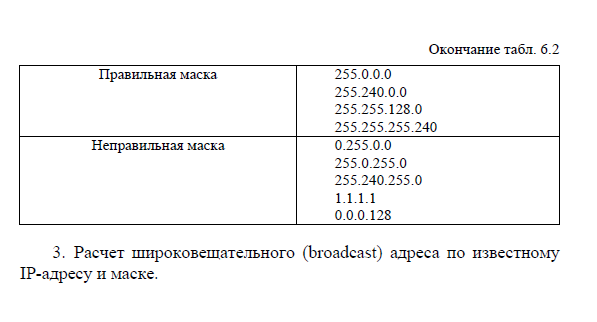 Окончание табл. 6.2
Правильная маска
255.0.0.0
255.240.0.0
255.255.128.0
255.255.255.240
Неправильная маска
0.255.0.0
255.0.255.0
255.240.255.0
1.1.1.1
0.0.0.128
3. Расчет широковещательного (broadcast) адреса по известному
IP-адресу и маске.